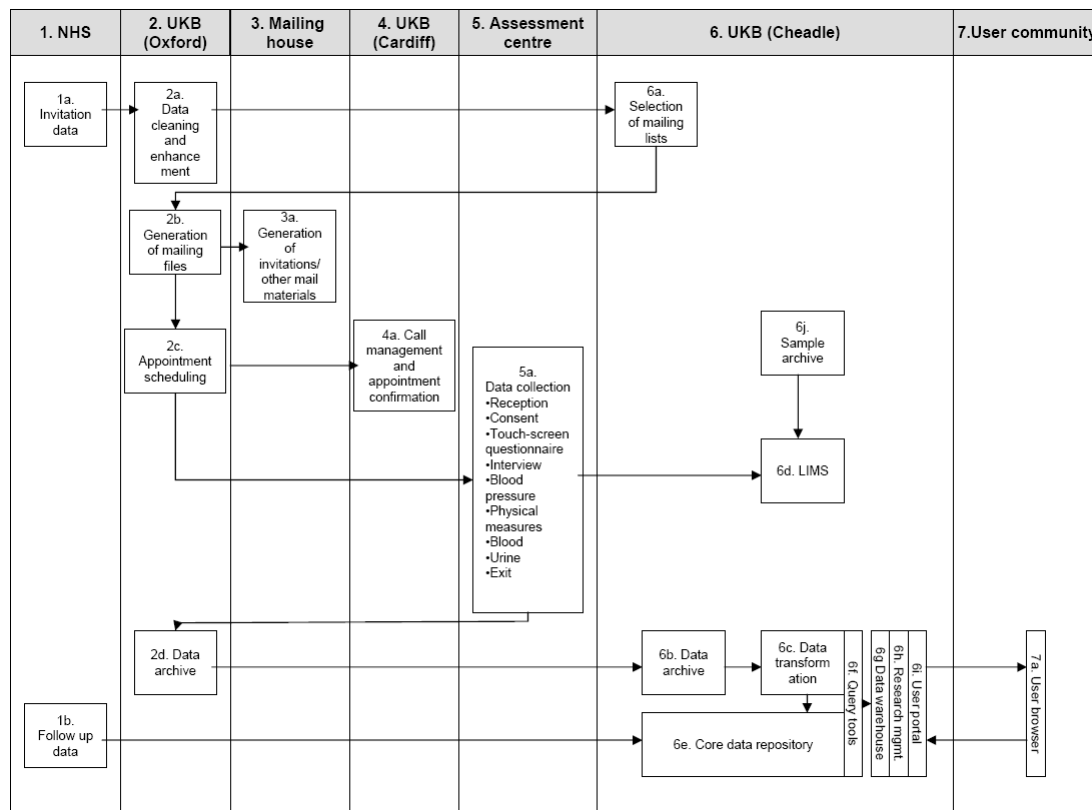 1. NHS
2. UKB
(Oxford)
3. Mailing
house
4. UKB
(Cardiff)
5. Assessment
centre
6. UKB (Cheadle)
7.User community
1a.
Invitation
data
2a.
Data
cleaning
and
enhance
ment
6a.
Selection
of mailing
lists
2b.
Generation
of mailing
files
3a.
Generation
of
invitations/
other mail
materials
2c.
Appointment
scheduling
4a. Call
management
and
appointment
confirmation
5a.
Data collection
•Reception
•Consent
•Touch-screen
questionnaire
•Interview
•Blood
pressure
•Physical
measures
•Blood
•Urine
•Exit
6j.
Sample
archive
6d. LIMS
2d. Data
archive
6b. Data
archive
6c. Data
transform
ation
6f. Query tools
6g Data warehouse
6h. Research mgmt.
6i. User portal
7a. User browser
1b.
Follow up
data
6e. Core data repository